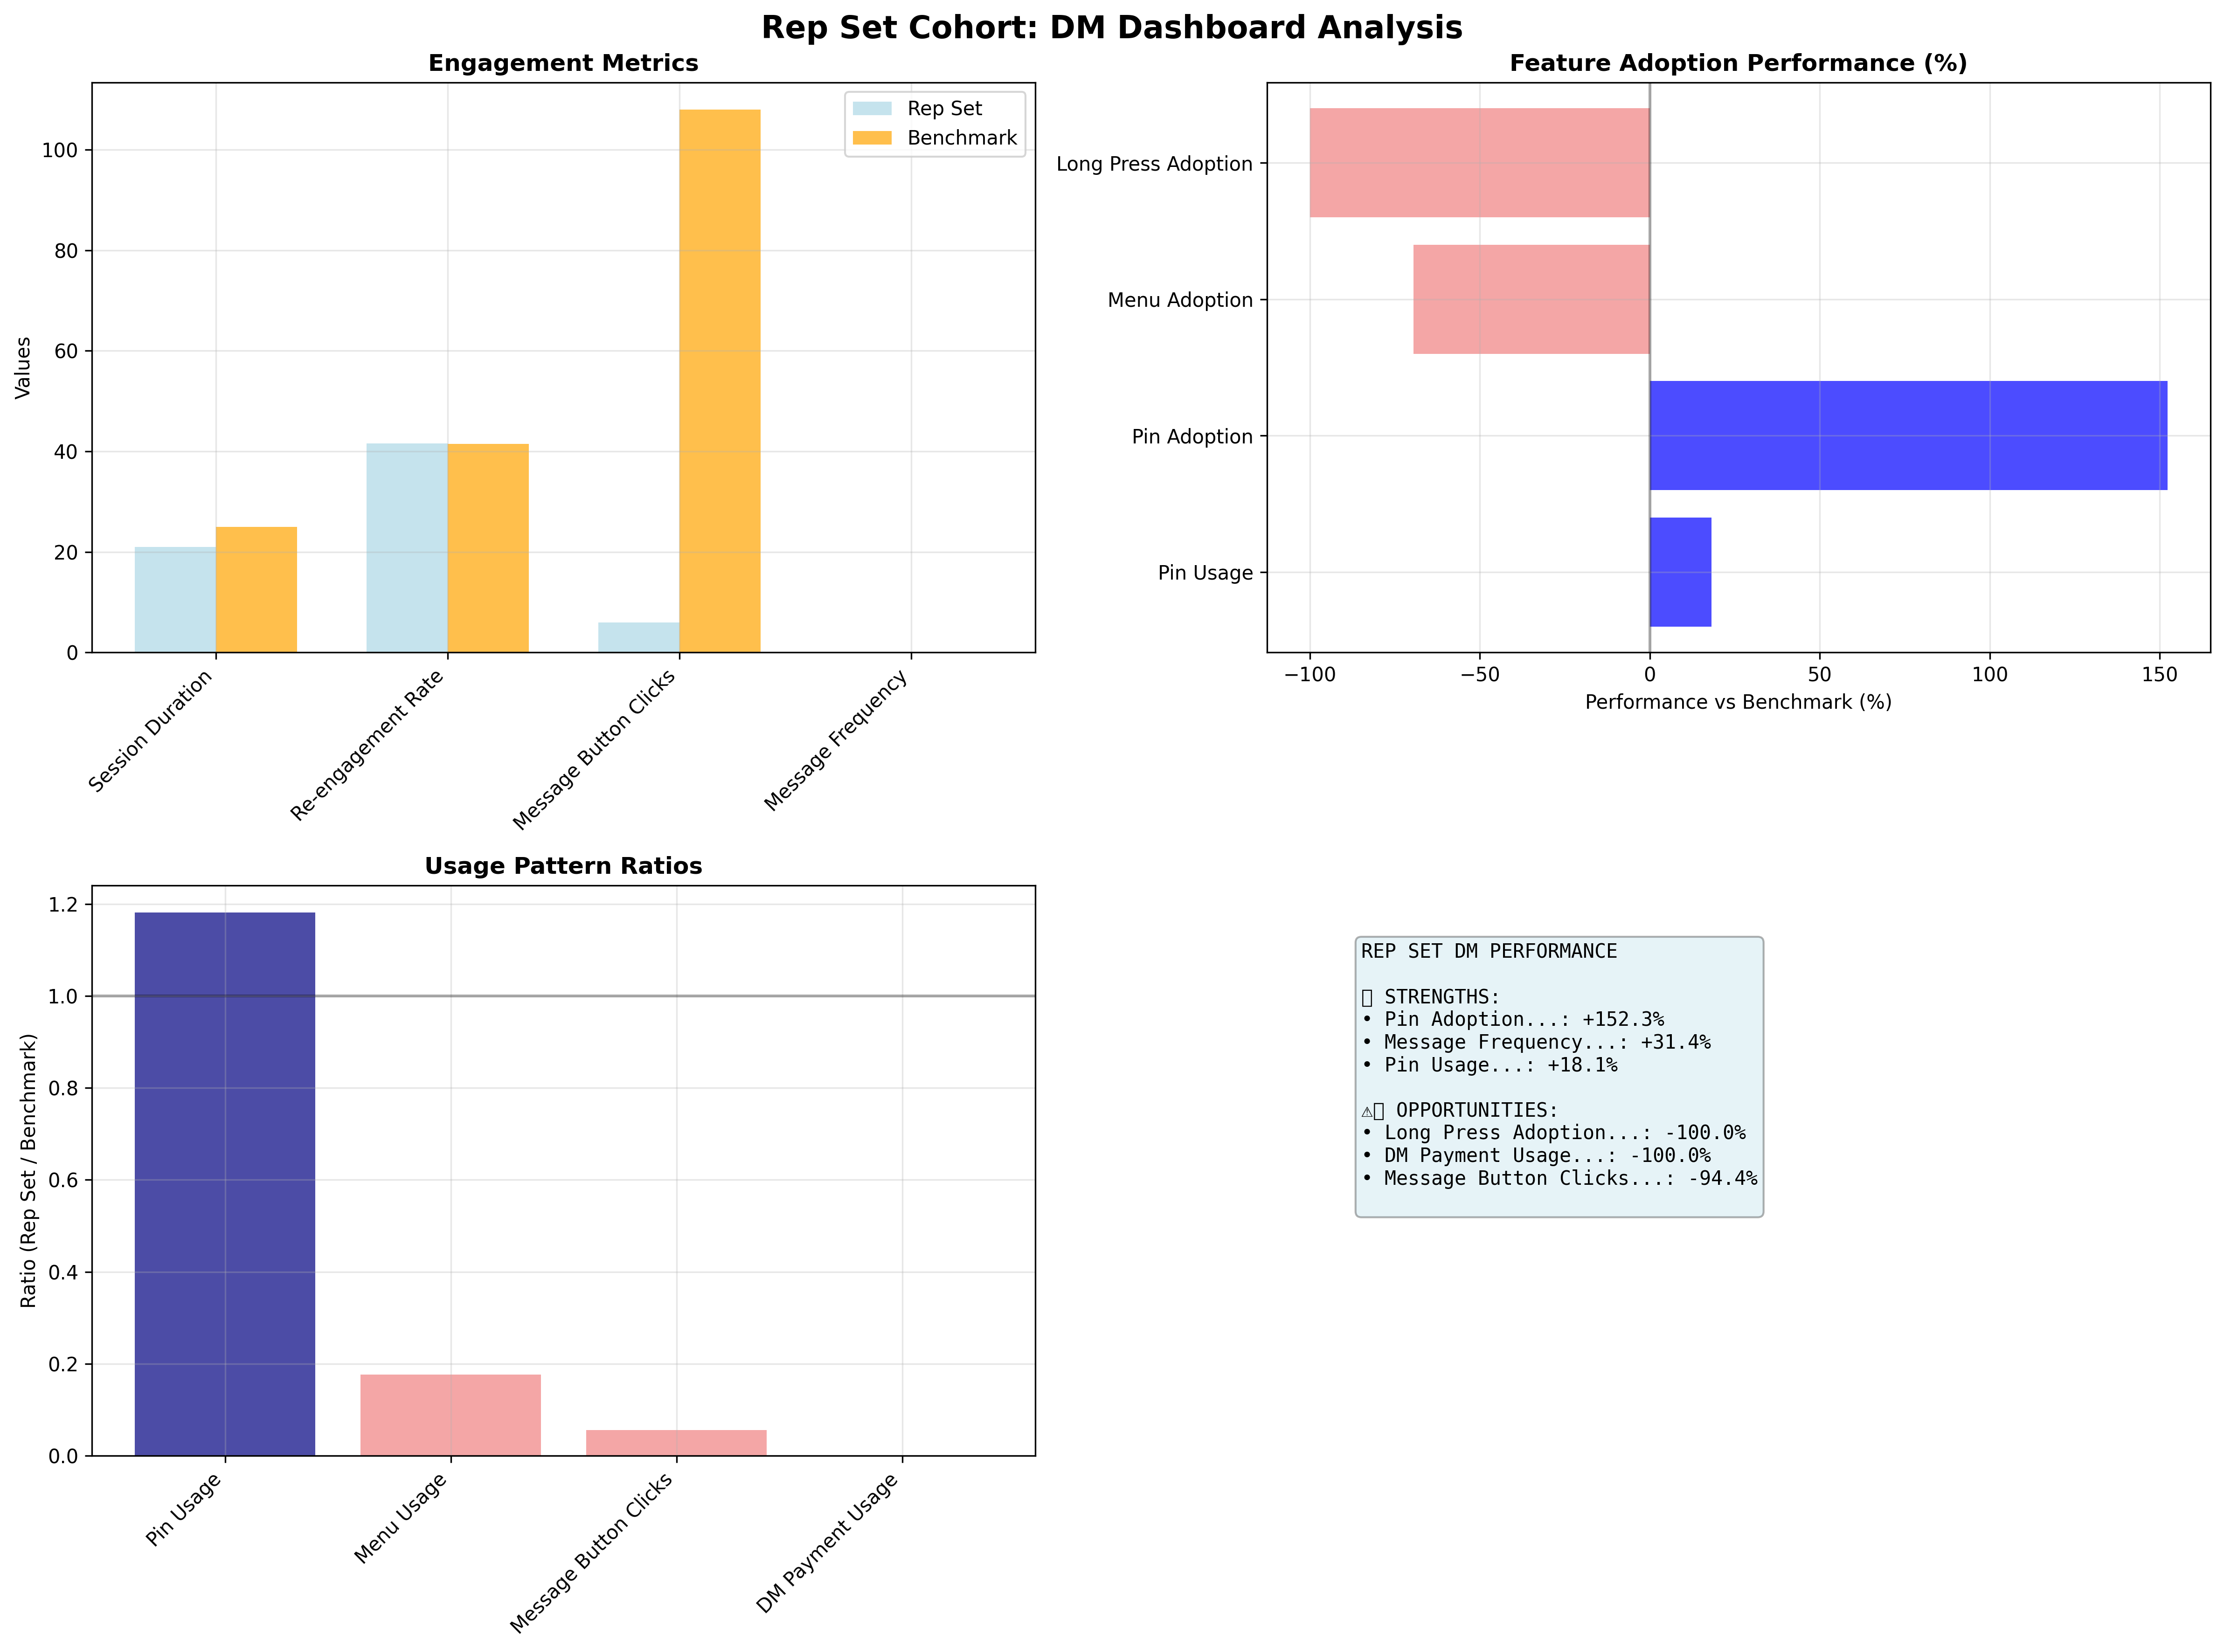 Rep Set Cohort: DM Dashboard Analysis
Engagement Metrics
Values
100
80
60
40
20
0
Rep Set
Benchmark
Session Duration
Re-engagement Rate
Message Button Clicks
Message Frequency
Feature Adoption Performance (%)
Long Press Adoption
Menu Adoption
Pin Adoption
Pin Usage
−100
−50
0
50
100
150
Performance vs Benchmark (%)
Usage Pattern Ratios
Ratio (Rep Set / Benchmark)
1.2
1.0
0.8
0.6
0.4
0.2
0.0
Pin Usage
Menu Usage
Message Button Clicks
DM Payment Usage
REP SET DM PERFORMANCE
STRENGTHS:
• Pin Adoption...: +152.3%
• Message Frequency...: +31.4%
• Pin Usage...: +18.1%
⚠ OPPORTUNITIES:
• Long Press Adoption...: -100.0%
• DM Payment Usage...: -100.0%
• Message Button Clicks...: -94.4%